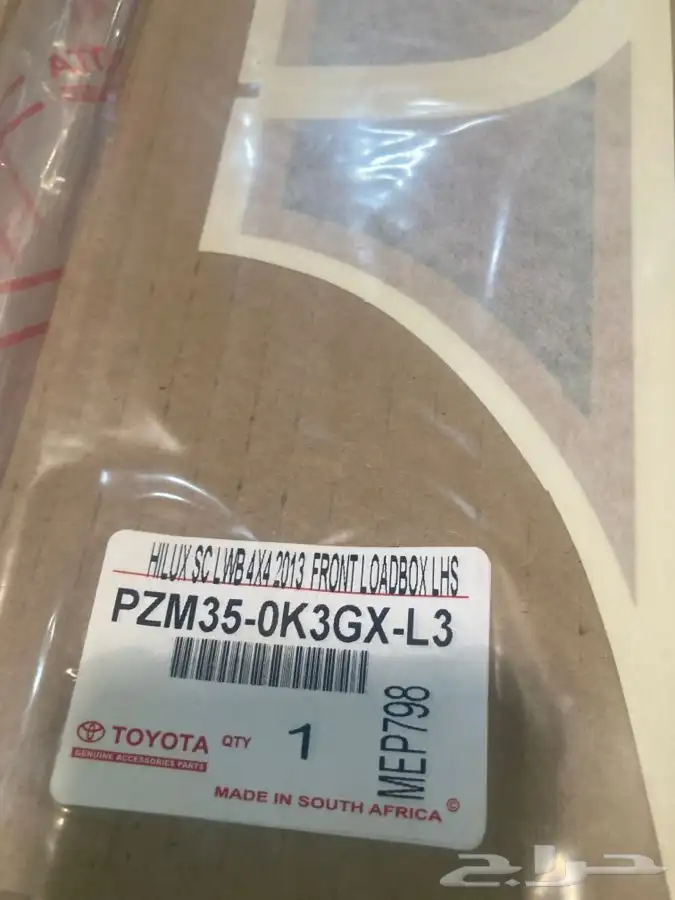 HILUX SC LWB 4X4 2013 FRONT LOADBOX LHS
PZM35-0K3GX-L3
TOYOTA
GENUINE ACCESSORIES PARTS
QTY 1
MEP798
MADE IN SOUTH AFRICA ©
حراج